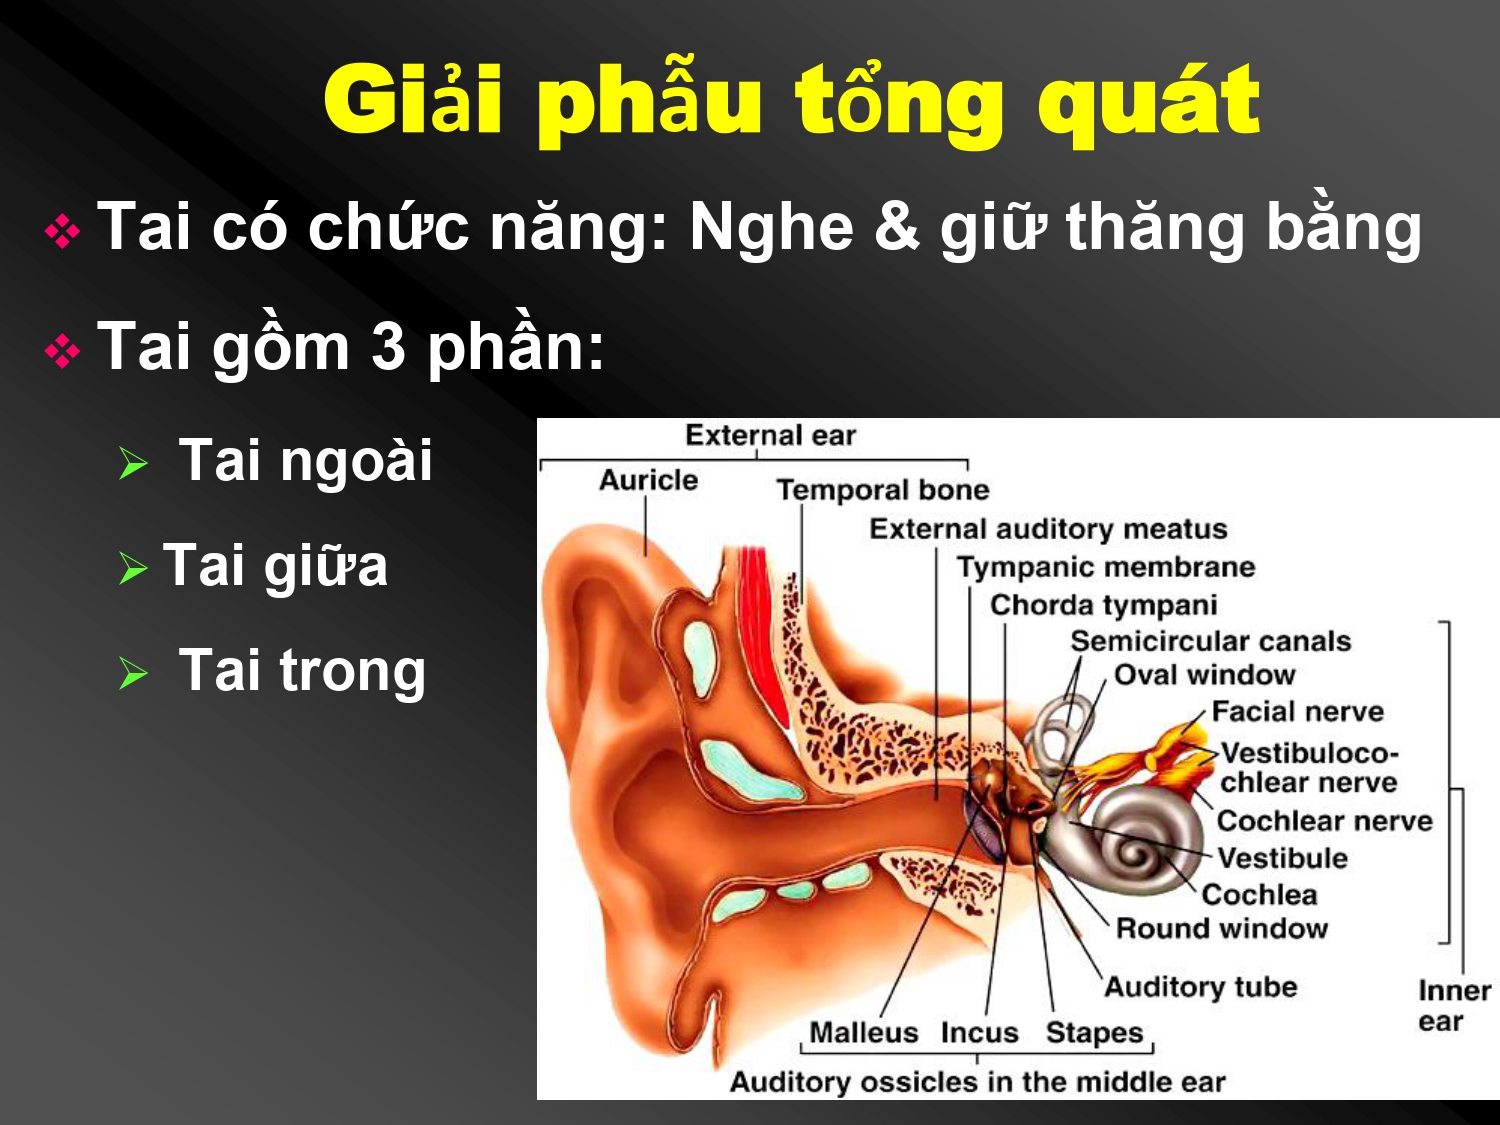 Giải phẫu tổng quát
Tai có chức năng: Nghe & giữ thăng bằng
Tai gồm 3 phần:
Tai ngoài
Tai giữa
Tai trong
External ear
Auricle
Temporal bone
External auditory meatus
Tympanic membrane
Chorda tympani
Semicircular canals
Oval window
Facial nerve
Vestibuloco-
chlear nerve
Cochlear nerve
Vestibule
Cochlea
Round window
Auditory tube
Inner
ear
Malleus Incus Stapes
Auditory ossicles in the middle ear